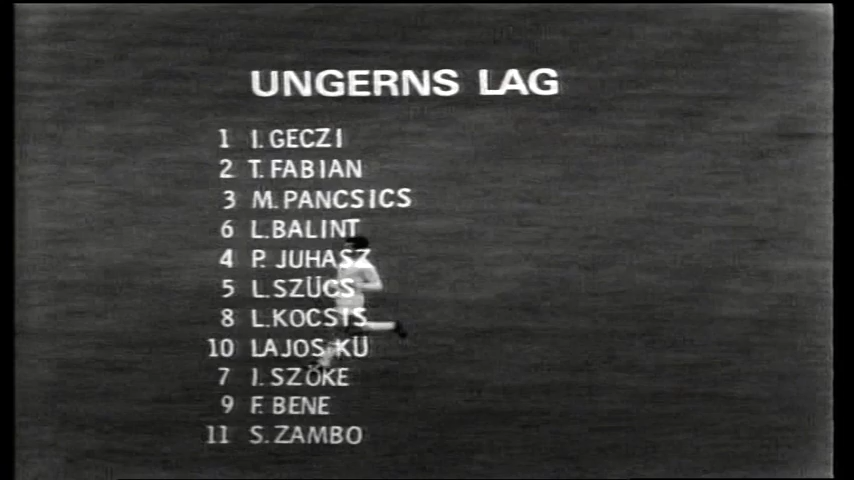 UNGERNS LAG
1 I. GECZI
2 T. FABIAN
3 M. PANCSICS
6 L. BALINT
4 P. JUHASZ
5 L. SZÜCS
8 L. KOCSIS
10 LAJOS KÜ
7 I. SZÖKE
9 F. BENE
11 S. ZAMBO